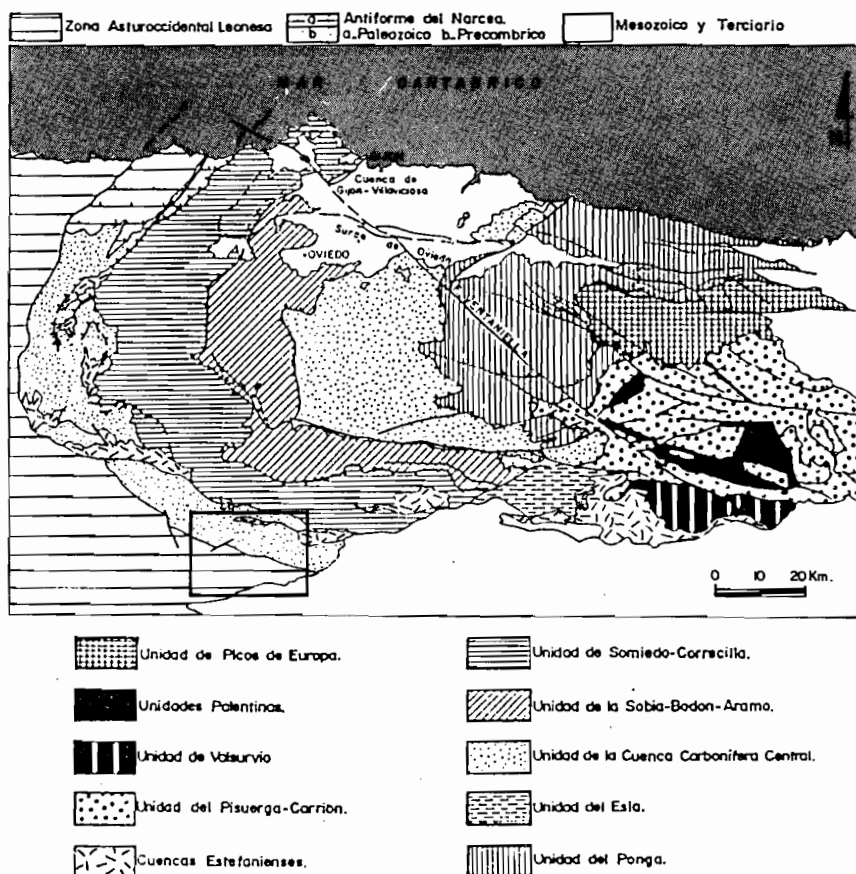 Zona Asturoccidental Leonesa
a
b
Antiforme del Narcea.
a.Paleozoico b.Precambrico
Mesozoico y Terciario
MAR CANTABRICO
Cuenca de
Gijon-Villaviciosa
Surco de Oviedo
OVIEDO
VENTANIELLA
0 10 20 Km.
Unidad de Picos de Europa.
Unidades Palentinas.
Unidad de Valsurvio
Unidad del Pisuerga-Carrion.
Cuencas Estefanienses.
Unidad de Somiedo-Correcilla.
Unidad de la Sobia-Bodon-Aramo.
Unidad de la Cuenca Carbonifera Central.
Unidad del Esla.
Unidad del Ponga.